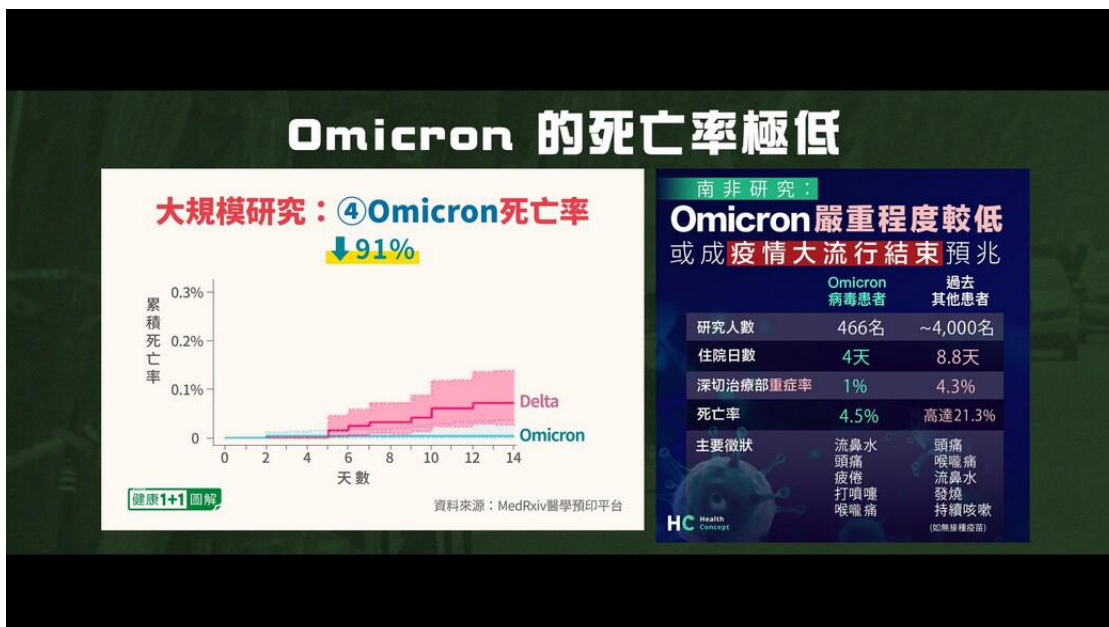 Omicron 的死亡率極低
大規模研究：④Omicron死亡率
⬇91%
累積死亡率
0.3%
0.2%
0.1%
0
Delta
Omicron
0 2 4 6 8 10 12 14
天數
健康1+1 圖解
資料來源：MedRxiv醫學預印平台
南非研究：
Omicron嚴重程度較低
或成疫情大流行結束預兆
Omicron 過去
病毒患者 其他患者
研究人數 466名 ~4,000名
住院日數 4天 8.8天
深切治療部重症率 1% 4.3%
死亡率 4.5% 高達21.3%
主要徵狀 流鼻水 頭痛
頭痛 喉嚨痛
疲倦 流鼻水
打噴嚏 發燒
喉嚨痛 持續咳嗽
(如無接種疫苗)
HC Health
Concept